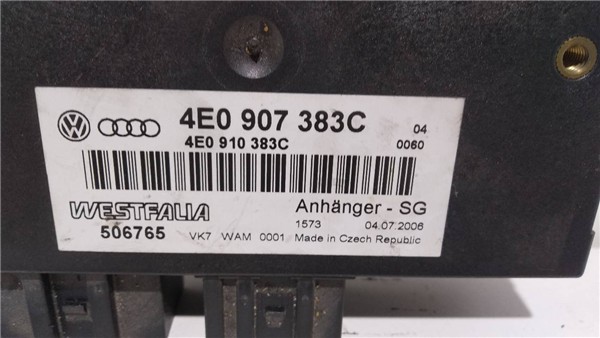 4E0 907 383C 04
4E0 910 383C 0060
WESTFALIA Anhänger - SG
506765 1573 04.07.2006
VK7 WAM 0001 Made in Czech Republic